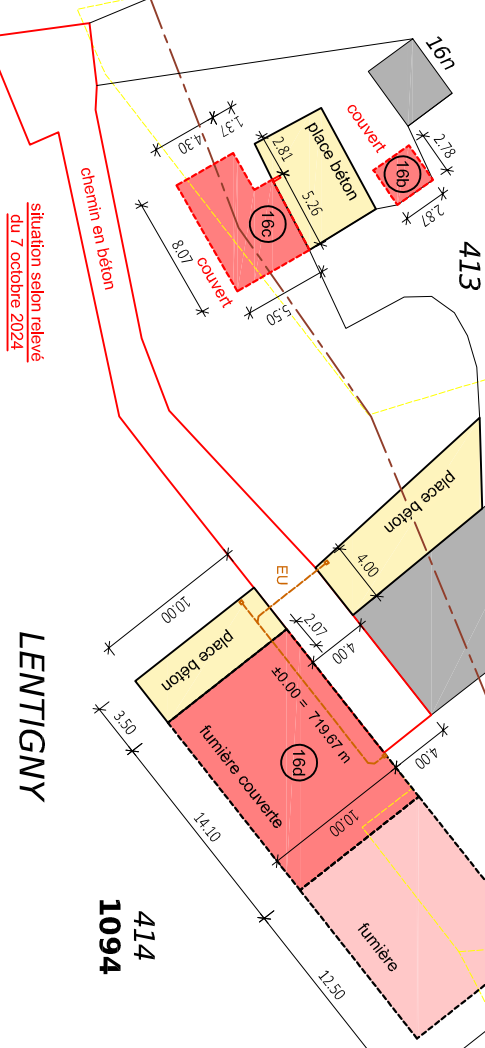 16n
2.78
couvert
16b
2.87
413
1.37
4.30
2.81
place béton
5.26
16c
8.07
couvert
5.50
chemin en béton
situation selon relevé
du 7 octobre 2024
place béton
4.00
EU
10.00
2.07
4.00
place béton
±0.00 = 719.67 m
16d
fumière couverte
4.00
10.00
3.50
14.10
LENTIGNY
fumière
12.50
414
1094